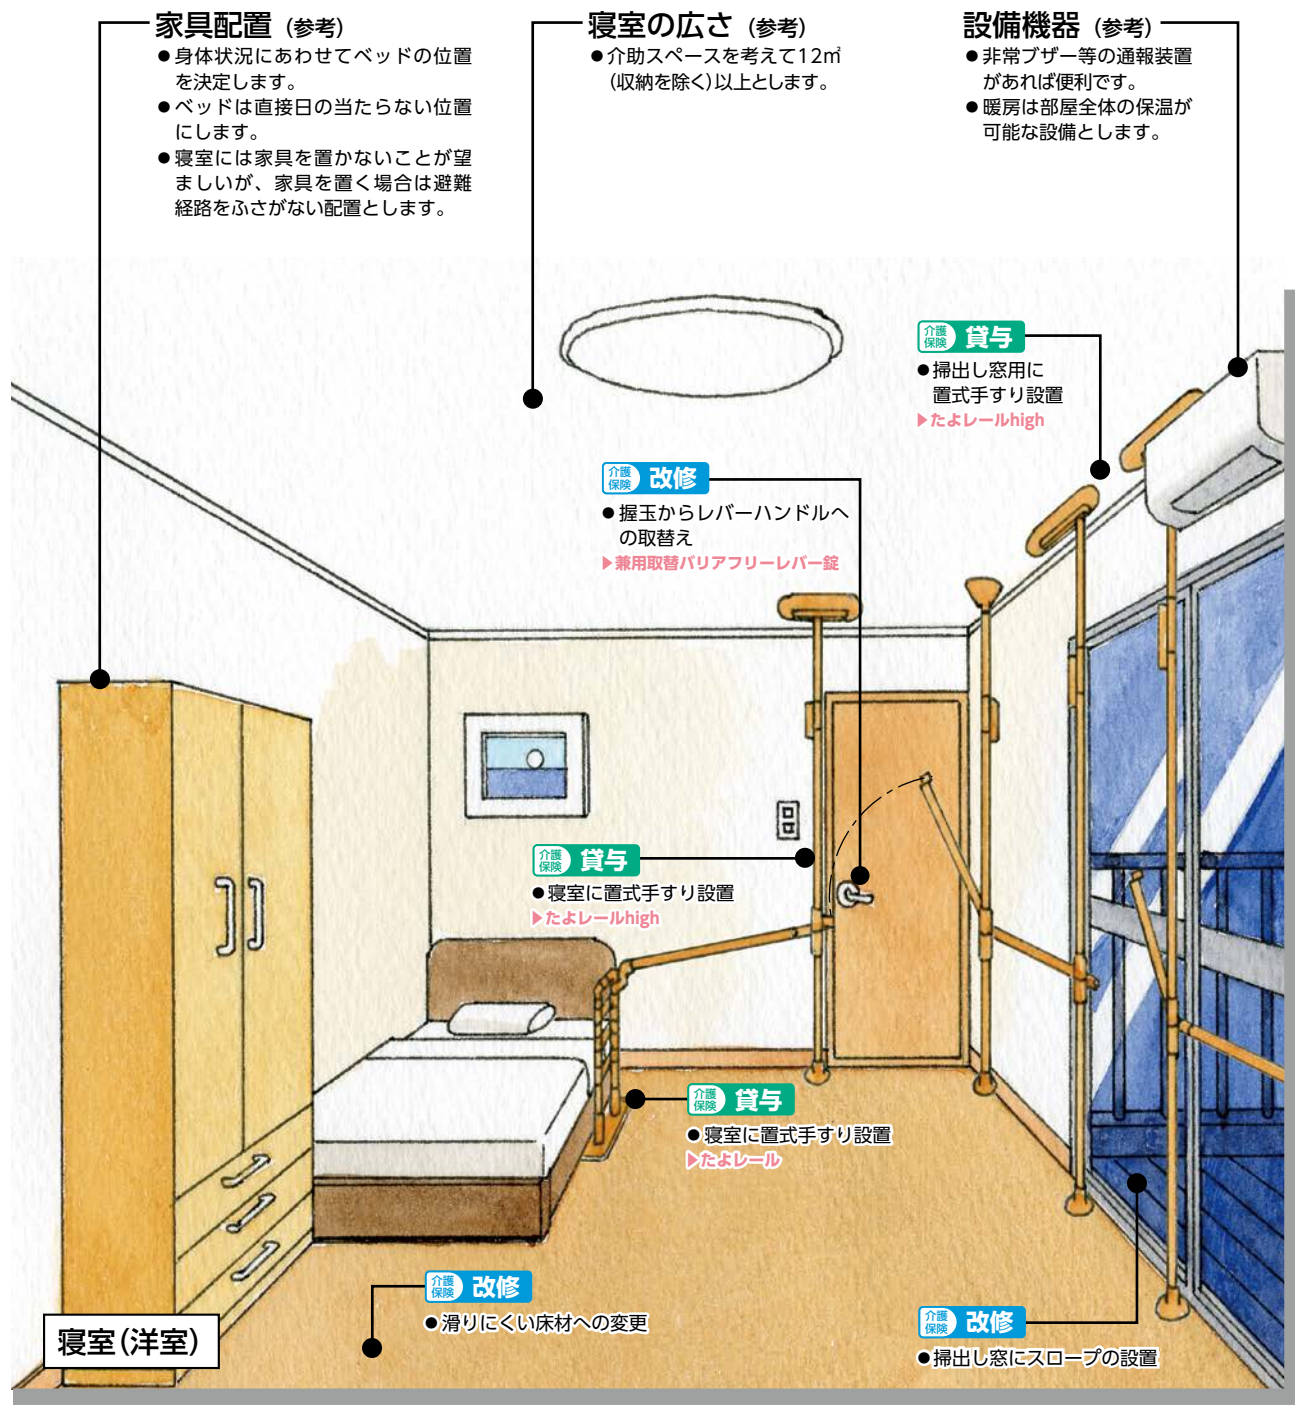 家具配置（参考）
●身体状況にあわせてベッドの位置
を決定します。
●ベッドは直接日の当たらない位置
にします。
●寝室には家具を置かないことが望
ましいが、家具を置く場合は避難
経路をふさがない配置とします。
寝室の広さ（参考）
●介助スペースを考えて12㎡
（収納を除く）以上とします。
設備機器（参考）
●非常ブザー等の通報装置
があれば便利です。
●暖房は部屋全体の保温が
可能な設備とします。
介護保険 貸与
●掃出し窓用に
置式手すり設置
▶たよレールhigh
介護保険 改修
●握玉からレバーハンドルへ
の取替え
▶兼用取替バリアフリーレバー錠
介護保険 貸与
●寝室に置式手すり設置
▶たよレールhigh
介護保険 貸与
●寝室に置式手すり設置
▶たよレール
介護保険 改修
●滑りにくい床材への変更
介護保険 改修
●掃出し窓にスロープの設置
寝室（洋室）